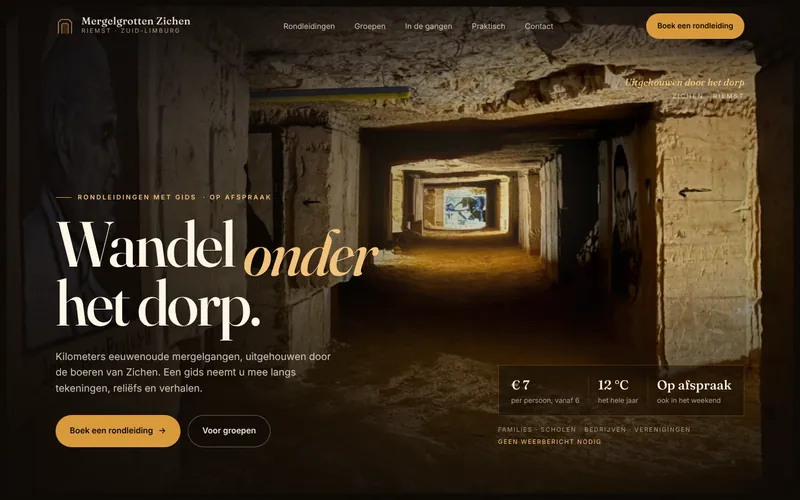 Mergelgrotten Zichen
RIEMST · ZUID-LIMBURG
Rondleidingen
Groepen
In de gangen
Praktisch
Contact
Boek een rondleiding
Uitgehouwen door het dorp
ZICHEN · RIEMST
RONDLEIDINGEN MET GIDS · OP AFSPRAAK
Wandel onder
het dorp.
Kilometers eeuwenoude mergelgangen, uitgehouwen door
de boeren van Zichen. Een gids neemt u mee langs
tekeningen, reliëfs en verhalen.
Boek een rondleiding →
Voor groepen
€ 7
per persoon, vanaf 6
12 °C
het hele jaar
Op afspraak
ook in het weekend
FAMILIES · SCHOLEN · BEDRIJVEN · VERENIGINGEN
GEEN WEERBERICHT NODIG